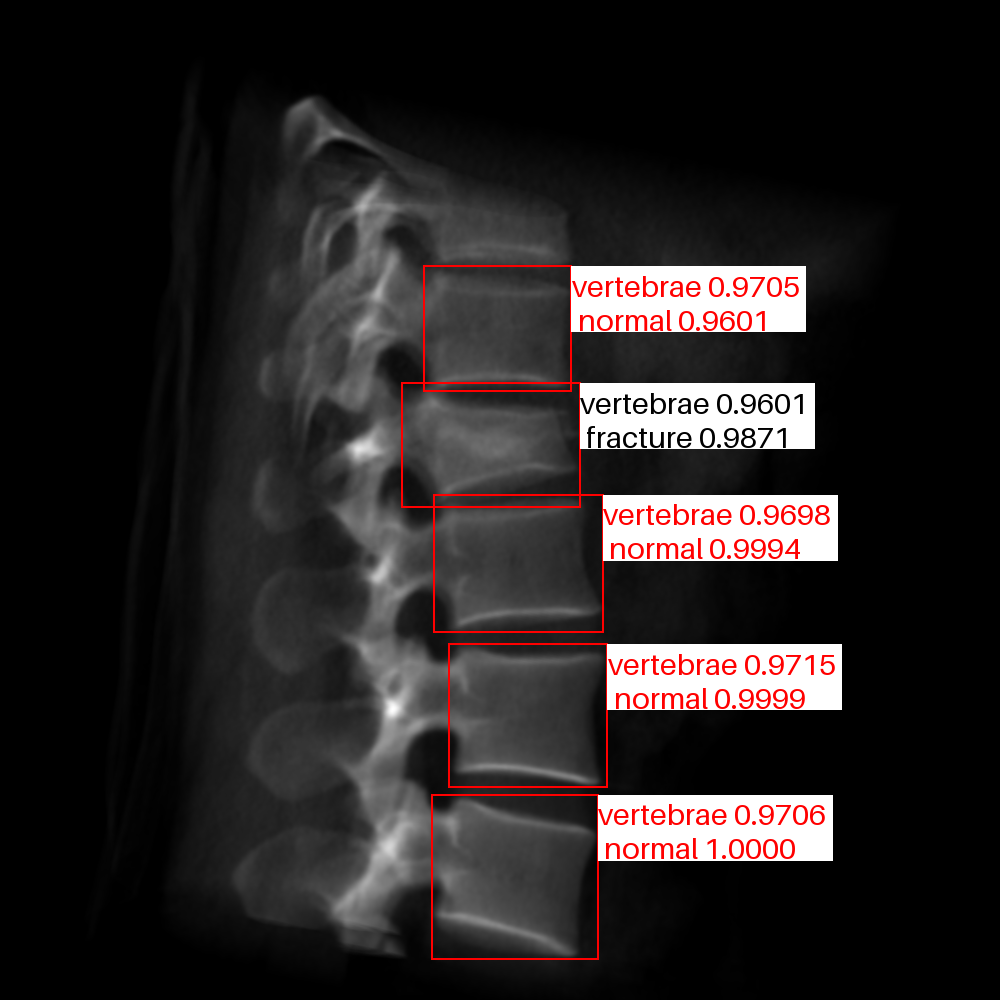 vertebrae 0.9705
normal 0.9601
vertebrae 0.9601
fracture 0.9871
vertebrae 0.9698
normal 0.9994
vertebrae 0.9715
normal 0.9999
vertebrae 0.9706
normal 1.0000